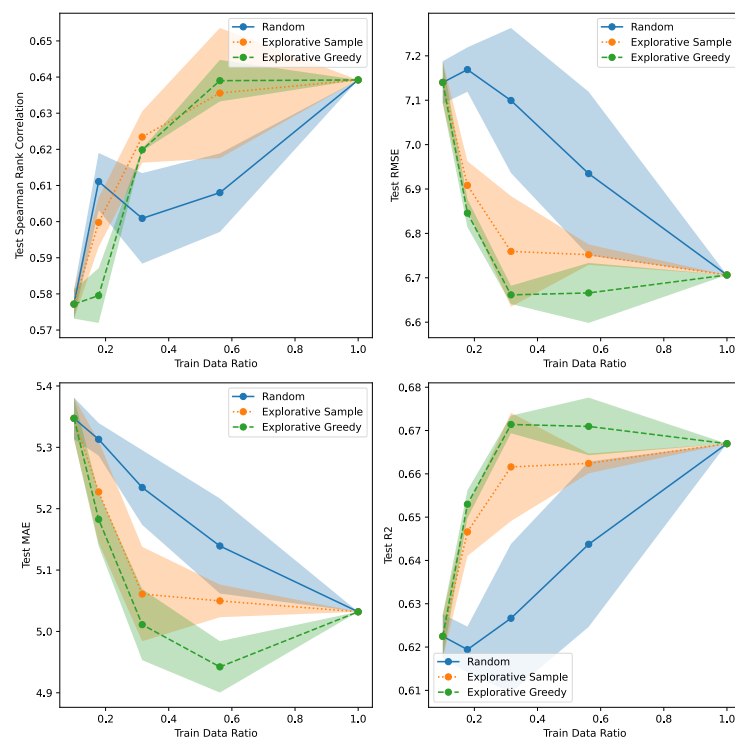 Random
Explorative Sample
Explorative Greedy
0.65
0.64
0.63
0.62
0.61
0.60
0.59
0.58
0.57
Test Spearman Rank Correlation
0.2
0.4
0.6
0.8
1.0
Train Data Ratio
Random
Explorative Sample
Explorative Greedy
7.2
7.1
7.0
6.9
6.8
6.7
6.6
Test RMSE
0.2
0.4
0.6
0.8
1.0
Train Data Ratio
Random
Explorative Sample
Explorative Greedy
5.4
5.3
5.2
5.1
5.0
4.9
Test MAE
0.2
0.4
0.6
0.8
1.0
Train Data Ratio
0.68
0.67
0.66
0.65
0.64
0.63
0.62
0.61
Test R2
Random
Explorative Sample
Explorative Greedy
0.2
0.4
0.6
0.8
1.0
Train Data Ratio